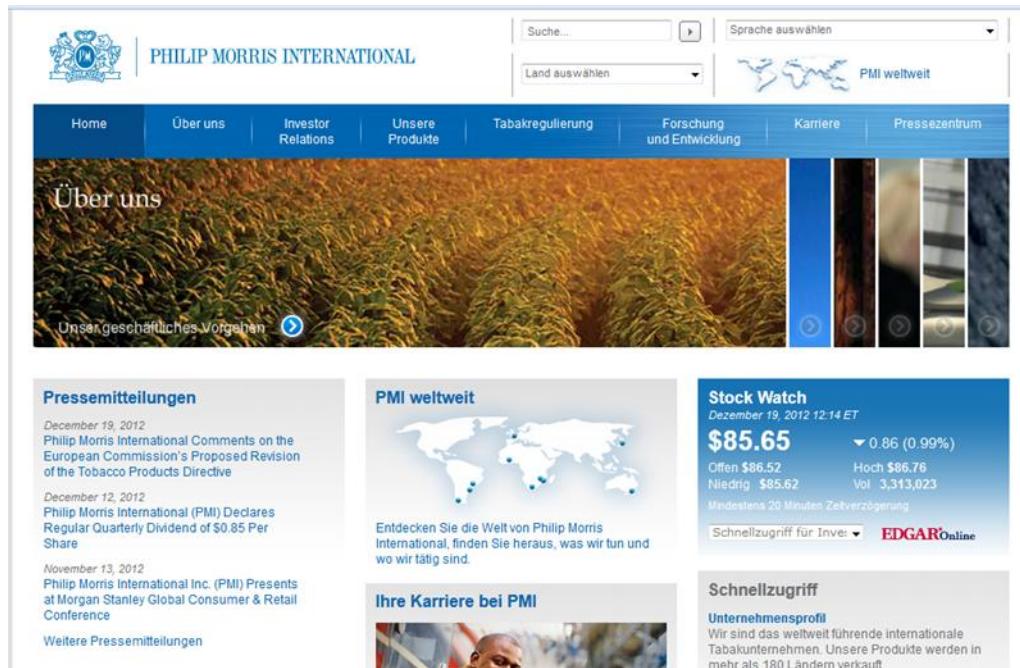 Suche...
Sprache auswählen
PM
PHILIP MORRIS INTERNATIONAL
Land auswählen
PMI weltweit
Home
Über uns
Investor
Relations
Unsere
Produkte
Tabakregulierung
Forschung
und Entwicklung
Karriere
Pressezentrum
Über uns
Unser geschäftliches Vorgehen
Pressemitteilungen
December 19, 2012
Philip Morris International Comments on the
European Commission's Proposed Revision
of the Tobacco Products Directive
December 12, 2012
Philip Morris International (PMI) Declares
Regular Quarterly Dividend of $0.85 Per
Share
November 13, 2012
Philip Morris International Inc. (PMI) Presents
at Morgan Stanley Global Consumer & Retail
Conference
Weitere Pressemitteilungen
PMI weltweit
Entdecken Sie die Welt von Philip Morris
International, finden Sie heraus, was wir tun und
wo wir tätig sind.
Ihre Karriere bei PMI
Stock Watch
Dezember 19, 2012 12:14 ET
$85.65
0.86 (0.99%)
Offen $86.52
Hoch $86.76
Niedrig $85.62
Vol 3,313,023
Mindestens 20 Minuten Zeitverzögerung
Schnellzugriff für Inve:
EDGAR Online
Schnellzugriff
Unternehmensprofil
Wir sind das weltweit führende internationale
Tabakunternehmen. Unsere Produkte werden in
mehr als 180 Ländern verkauft